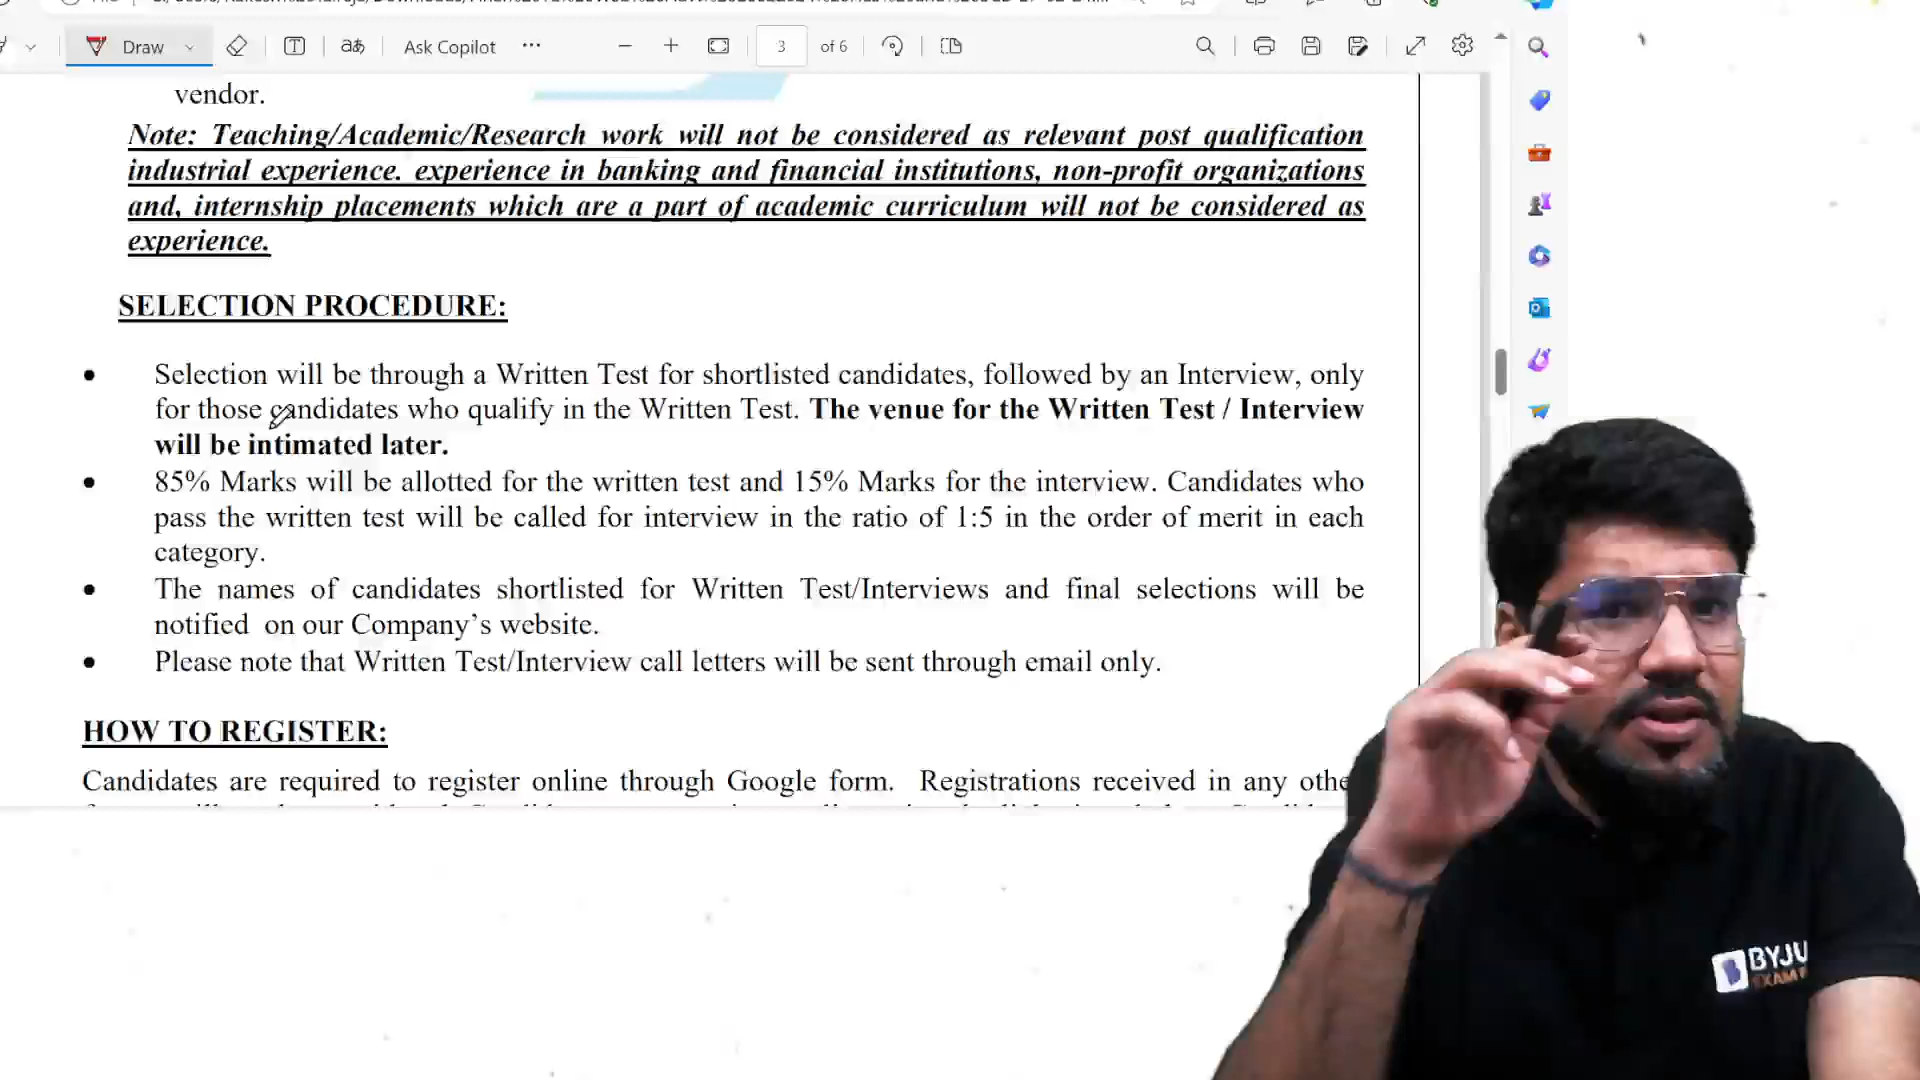 Draw
aあ
Ask Copilot
3
of 6
vendor.
Note: Teaching/Academic/Research work will not be considered as relevant post qualification
industrial experience. experience in banking and financial institutions, non-profit organizations
and, internship placements which are a part of academic curriculum will not be considered as
experience.
SELECTION PROCEDURE:
• Selection will be through a Written Test for shortlisted candidates, followed by an Interview, only
for those candidates who qualify in the Written Test. The venue for the Written Test / Interview
will be intimated later.
• 85% Marks will be allotted for the written test and 15% Marks for the interview. Candidates who
pass the written test will be called for interview in the ratio of 1:5 in the order of merit in each
category.
• The names of candidates shortlisted for Written Test/Interviews and final selections will be
notified on our Company's website.
• Please note that Written Test/Interview call letters will be sent through email only.
HOW TO REGISTER:
Candidates are required to register online through Google form. Registrations received in any othe
BYJU
EXAM P